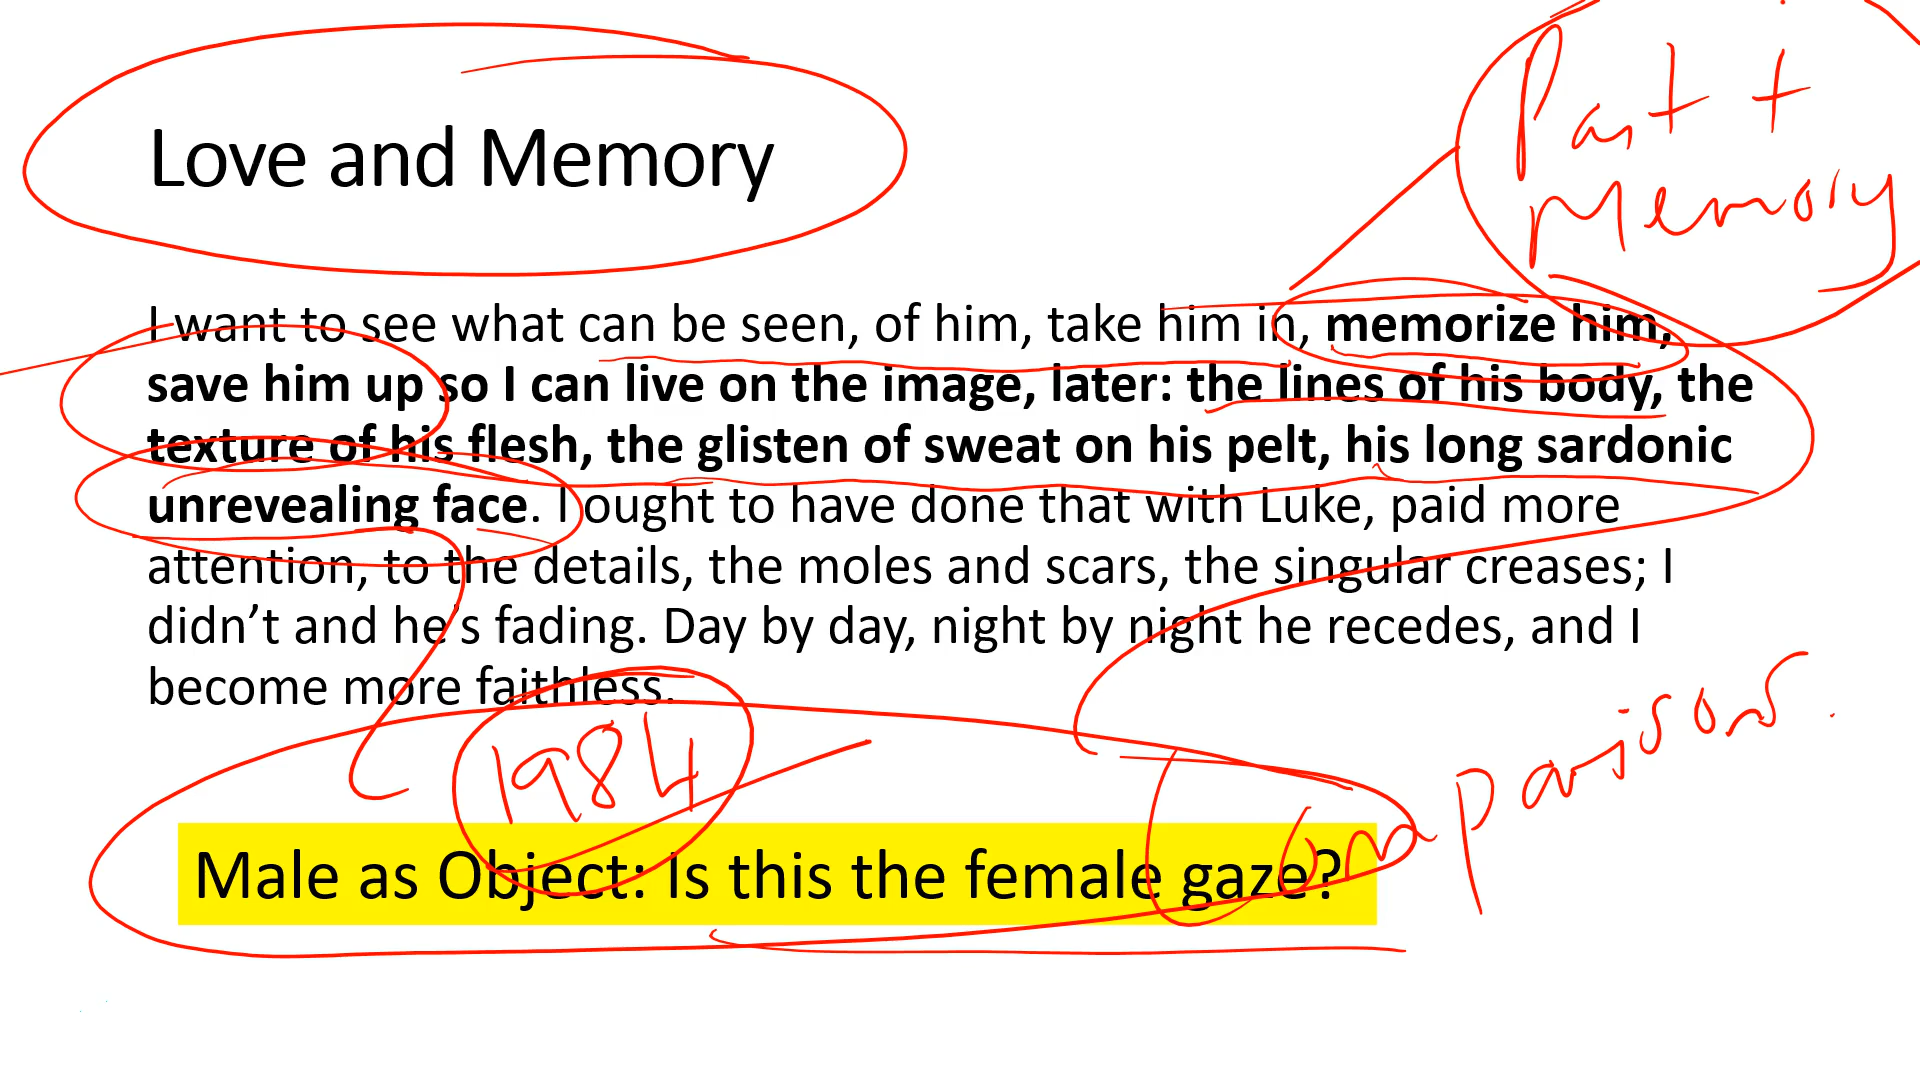 Past +
Memory
Love and Memory
I want to see what can be seen, of him, take him in, memorize him,
save him up so I can live on the image, later: the lines of his body, the
texture of his flesh, the glisten of sweat on his pelt, his long sardonic
unrevealing face. I ought to have done that with Luke, paid more
attention, to the details, the moles and scars, the singular creases; I
didn’t and he’s fading. Day by day, night by night he recedes, and I
become more faithless.
1984
Comparisons.
Male as Object: Is this the female gaze?